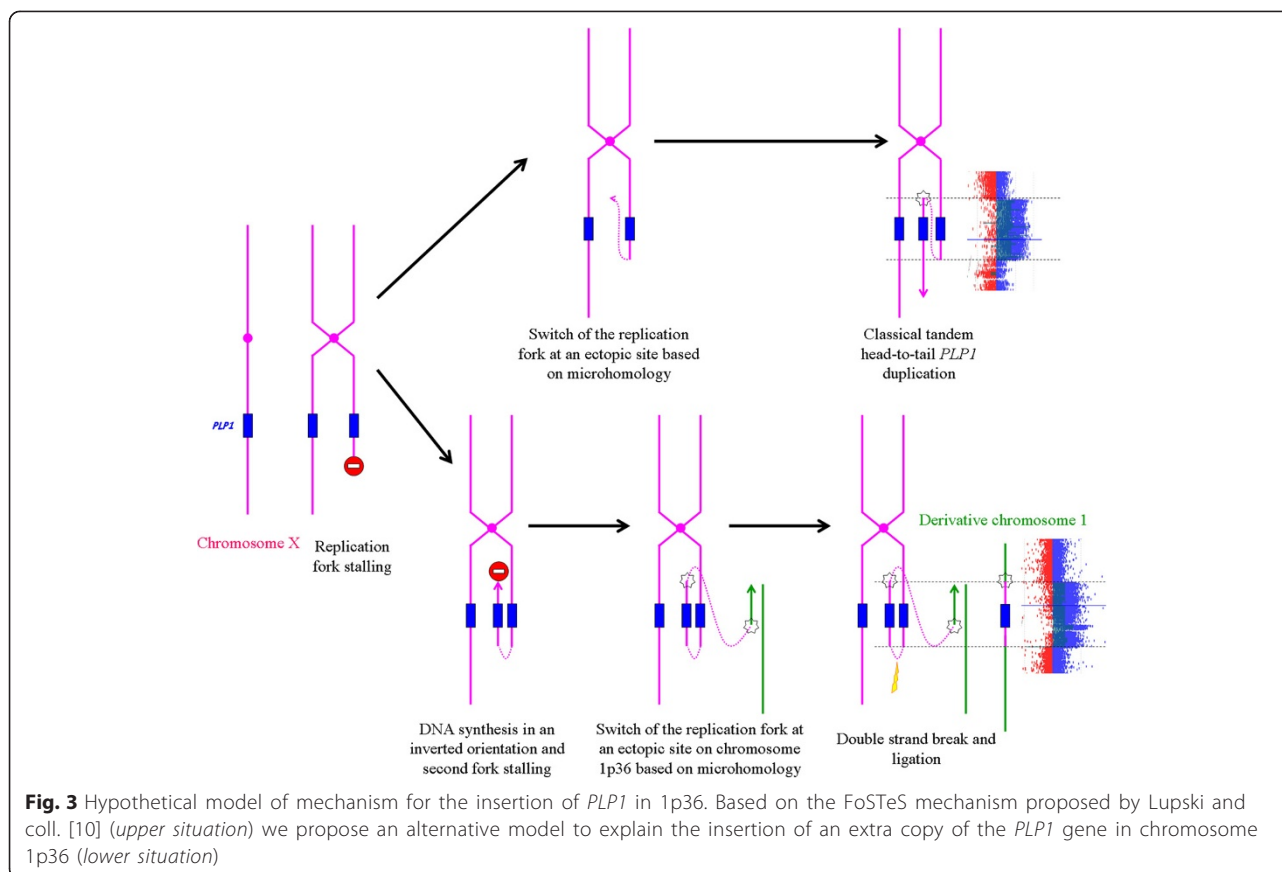 Switch of the replication
fork at an ectopic site based
on microhomology
Classical tandem
head-to-tail PLP1
duplication
PLP1
Chromosome X
Replication
fork stalling
Derivative chromosome 1
DNA synthesis in an
inverted orientation and
second fork stalling
Switch of the replication fork at
an ectopic site on chromosome
1p36 based on microhomology
Double strand break and
ligation
Fig. 3 Hypothetical model of mechanism for the insertion of PLP1 in 1p36. Based on the FoSTeS mechanism proposed by Lupski and
coll. [10] (upper situation) we propose an alternative model to explain the insertion of an extra copy of the PLP1 gene in chromosome
1p36 (lower situation)